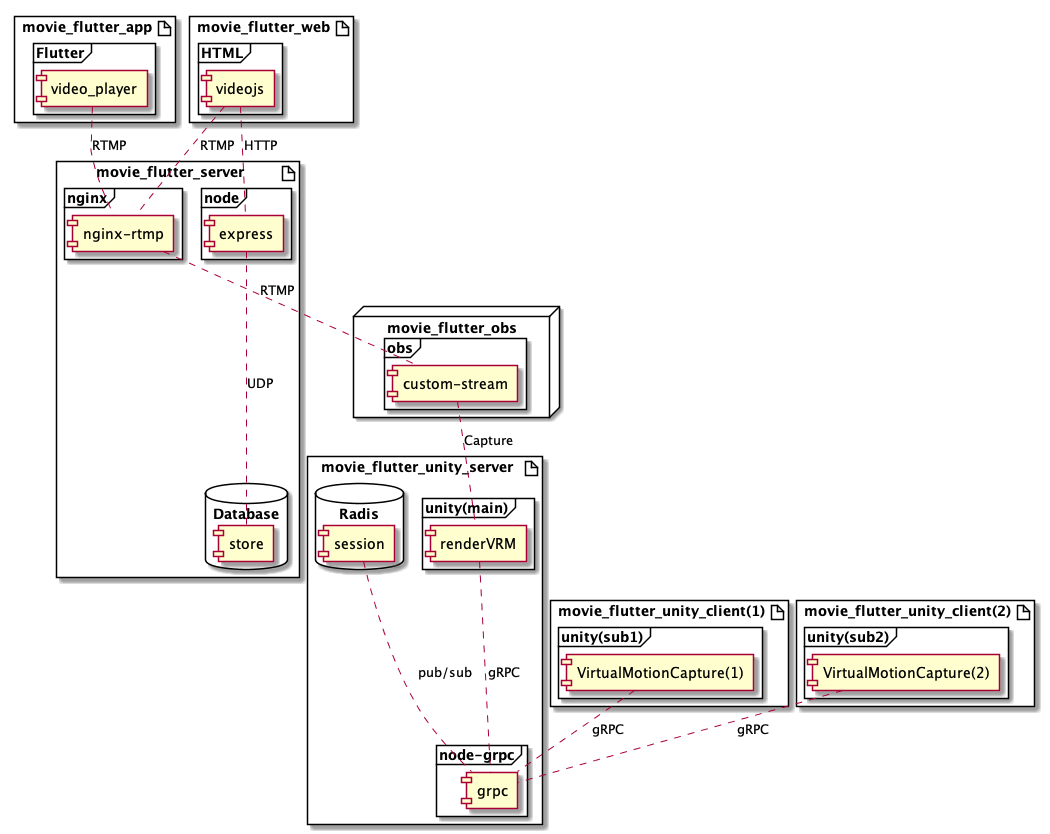 movie_flutter_app
movie_flutter_web
Flutter
HTML
video_player
videojs
RTMP
RTMP
HTTP
movie_flutter_server
nginx
node
nginx-rtmp
express
RTMP
movie_flutter_obs
obs
custom-stream
UDP
Capture
movie_flutter_unity_server
Database
Radis
unity(main)
store
session
renderVRM
movie_flutter_unity_client(1)
movie_flutter_unity_client(2)
unity(sub1)
unity(sub2)
VirtualMotionCapture(1)
VirtualMotionCapture(2)
pub/sub
gRPC
gRPC
gRPC
node-grpc
grpc